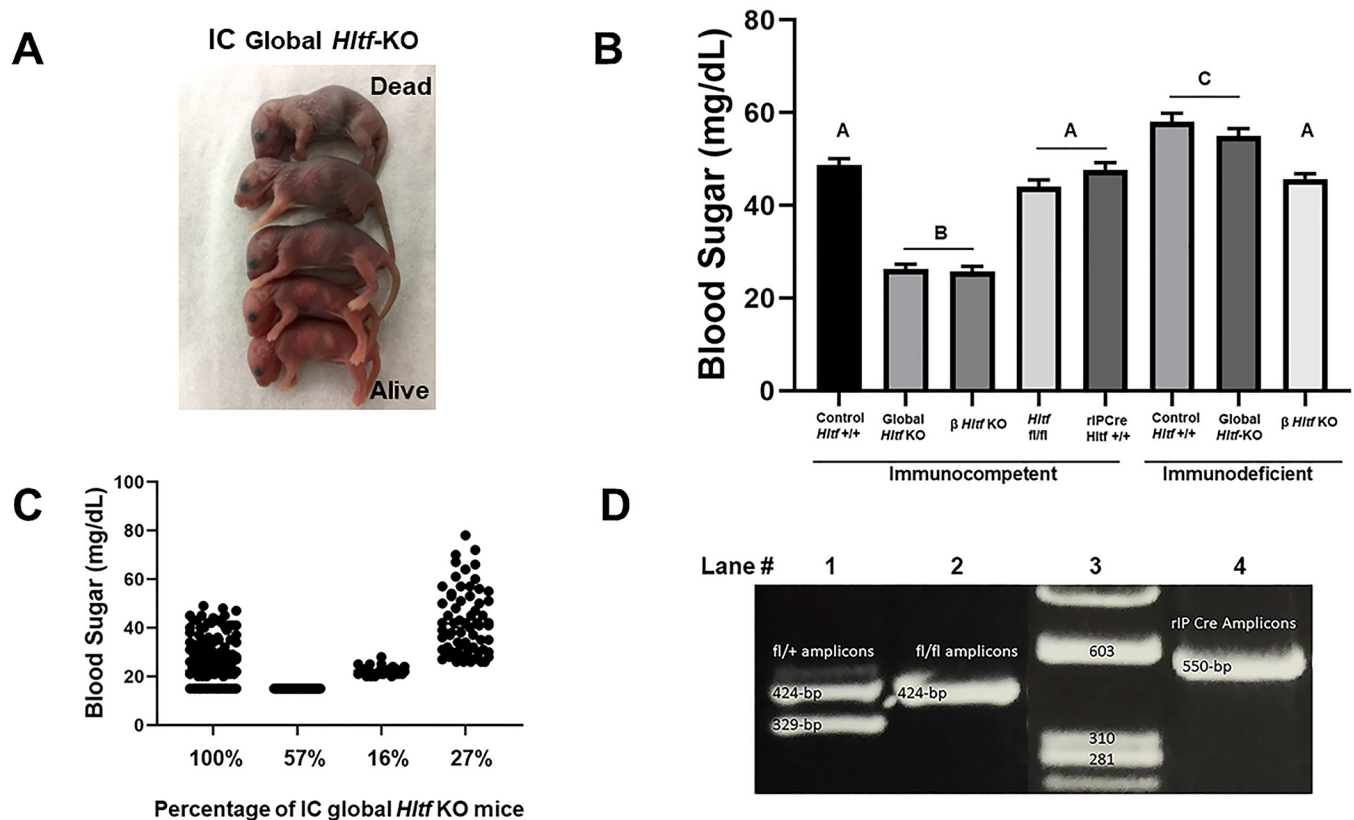 A
IC Global Hltf-KO
Dead
Alive
B
Blood Sugar (mg/dL)
80
60
40
20
0
A
B
A
C
A
Control
Hltf +/+
Global
Hltf KO
β Hltf KO
Hltf
fl/fl
rIPCre
Hltf +/+
Control
Hltf +/+
Global
Hltf-KO
β Hltf KO
Immunocompetent
Immunodeficient
C
Blood Sugar (mg/dL)
100
80
60
40
20
0
100%
57%
16%
27%
Percentage of IC global Hltf KO mice
D
Lane # 1 2 3 4
fl/+ amplicons
fl/fl amplicons
rIP Cre Amplicons
424-bp
329-bp
424-bp
603
310
281
550-bp